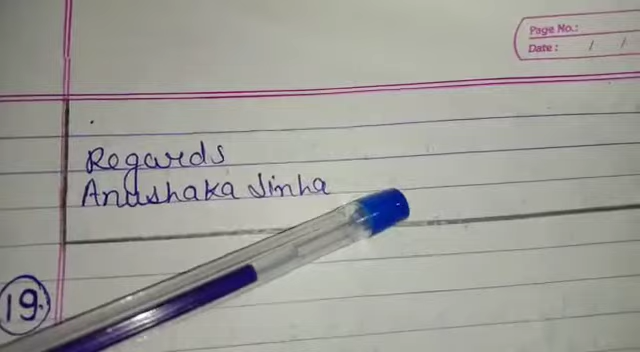 Page No.:
Date: / /
Regards
Anushaka Sinha
19.